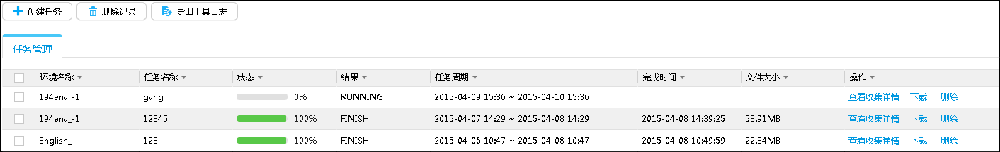 创建任务 删除记录 导出工具日志
任务管理
环境名称 任务名称 状态 结果 任务周期 完成时间 文件大小 操作
194env_-1 gvhg 0% RUNNING 2015-04-09 15:36 ~ 2015-04-10 15:36 查看收集详情 下载 删除
194env_-1 12345 100% FINISH 2015-04-07 14:29 ~ 2015-04-08 14:29 2015-04-08 14:39:25 53.91MB 查看收集详情 下载 删除
English_ 123 100% FINISH 2015-04-06 10:47 ~ 2015-04-08 10:47 2015-04-08 10:49:59 22.34MB 查看收集详情 下载 删除